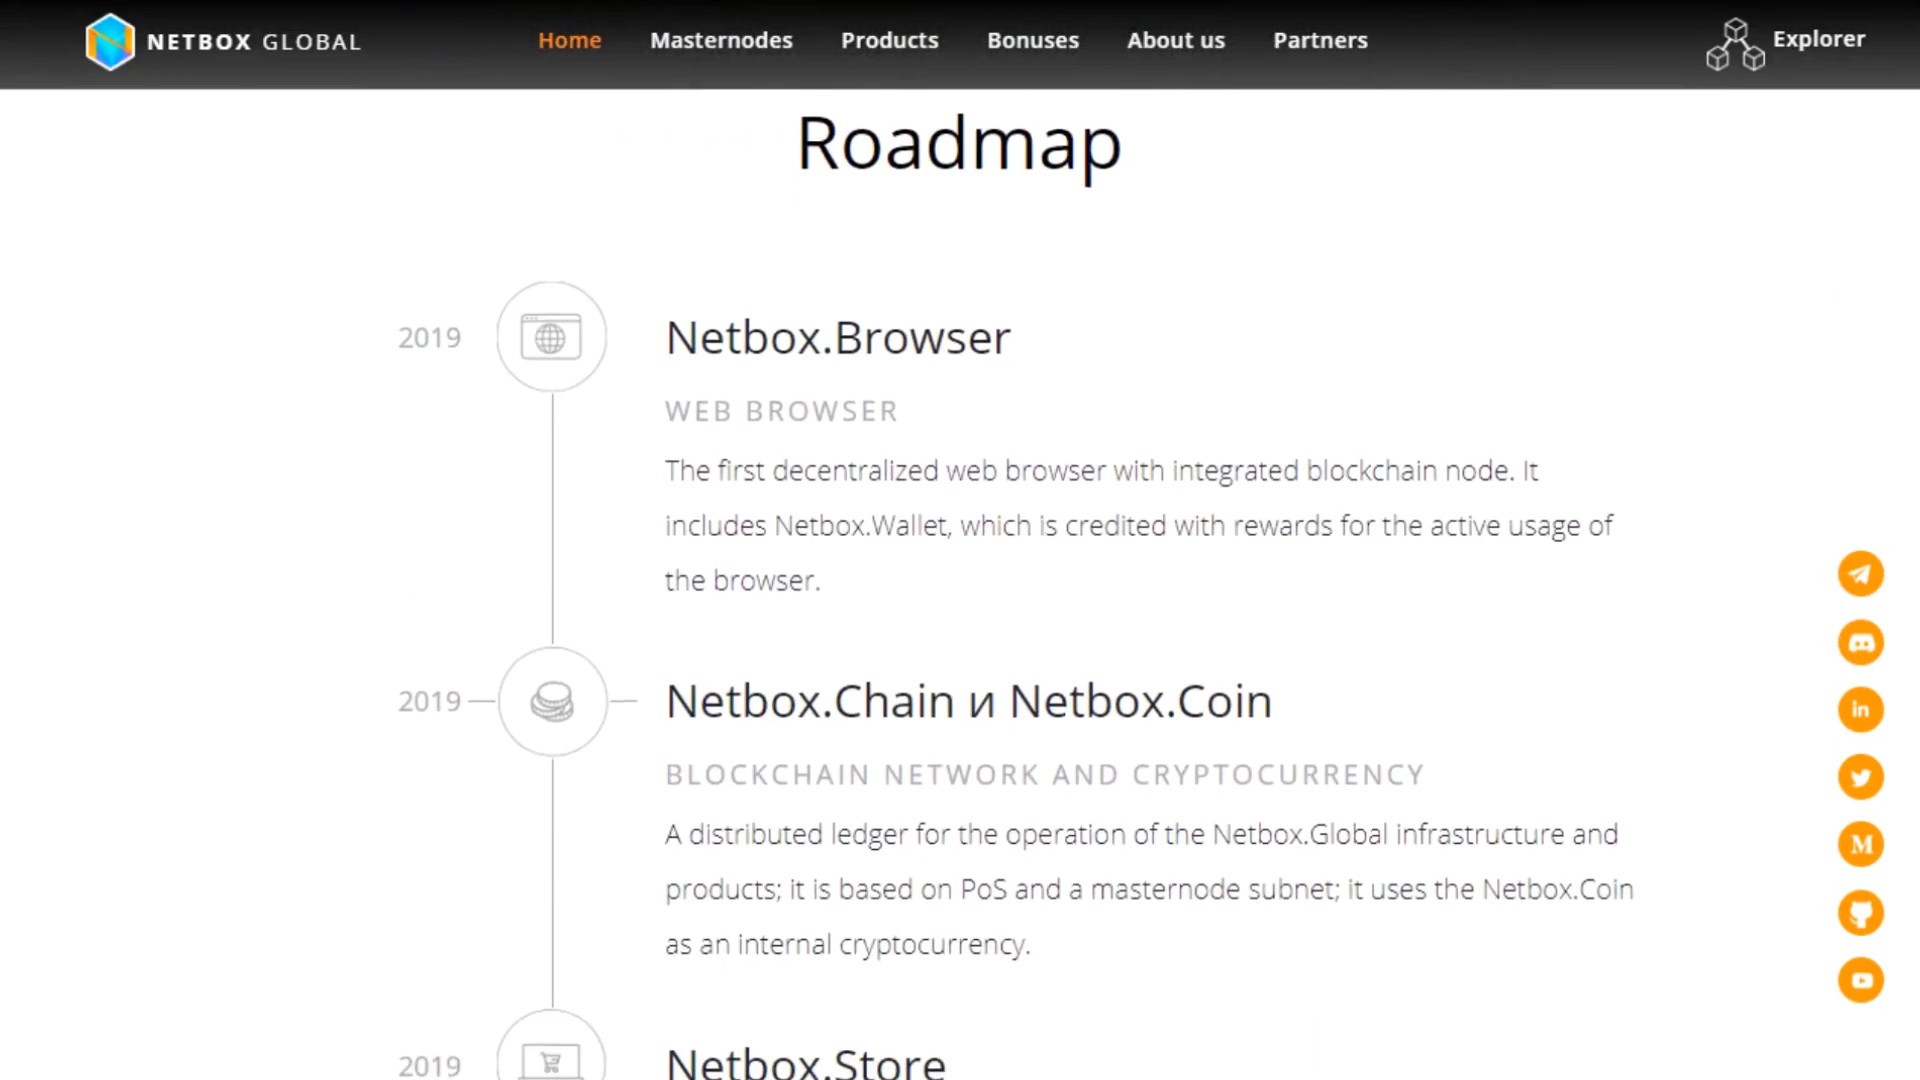 NETBOX GLOBAL Home Masternodes Products Bonuses About us Partners Explorer
Roadmap
2019 Netbox.Browser
WEB BROWSER
The first decentralized web browser with integrated blockchain node. It
includes Netbox.Wallet, which is credited with rewards for the active usage of
the browser.
2019 Netbox.Chain и Netbox.Coin
BLOCKCHAIN NETWORK AND CRYPTOCURRENCY
A distributed ledger for the operation of the Netbox.Global infrastructure and
products; it is based on PoS and a masternode subnet; it uses the Netbox.Coin
as an internal cryptocurrency.
2019 Netbox.Store
in
M